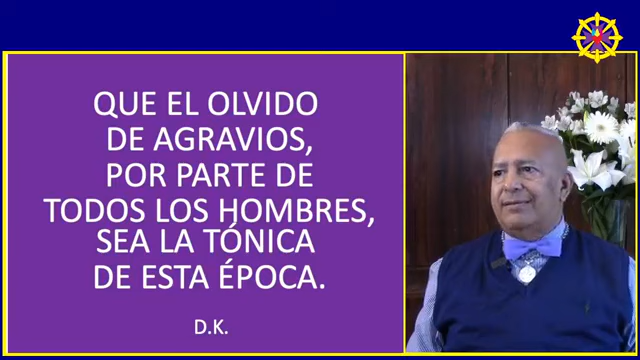 QUE EL OLVIDO
DE AGRAVIOS,
POR PARTE DE
TODOS LOS HOMBRES,
SEA LA TÓNICA
DE ESTA ÉPOCA.
D.K.